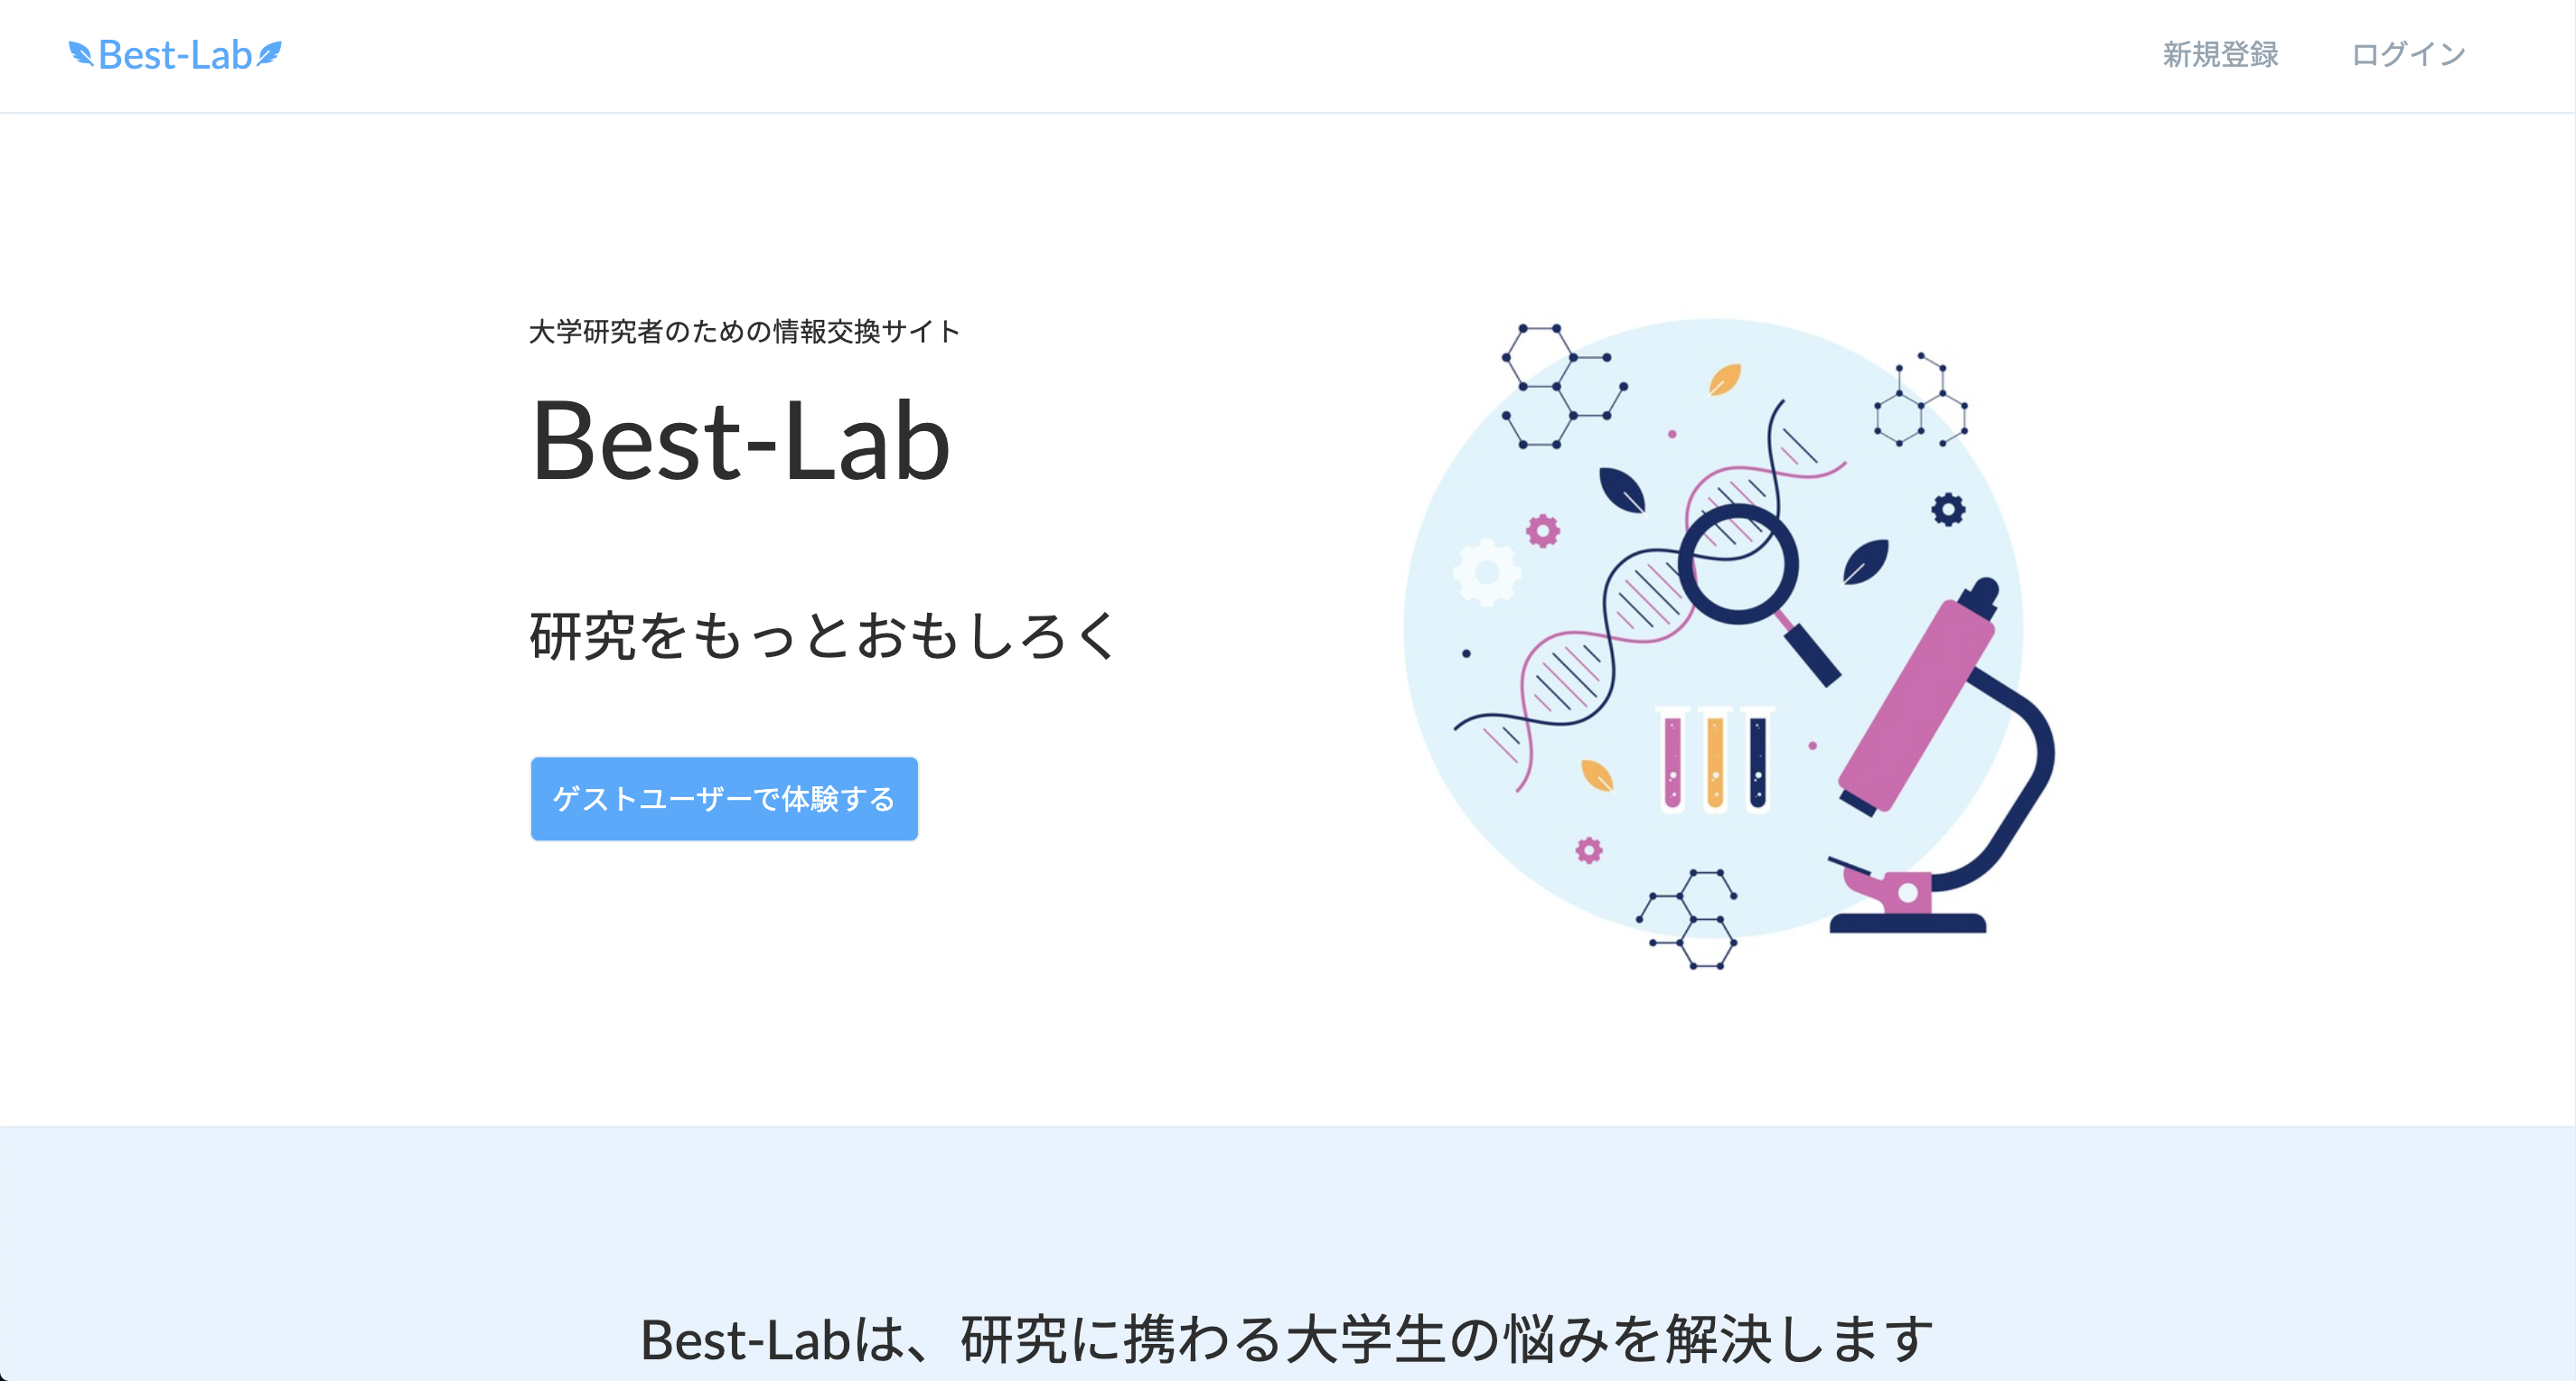 Best-Lab
新規登録
ログイン
大学研究者のための情報交換サイト
Best-Lab
研究をもっとおもしろく
ゲストユーザーで体験する
Best-Labは、研究に携わる大学生の悩みを解決します